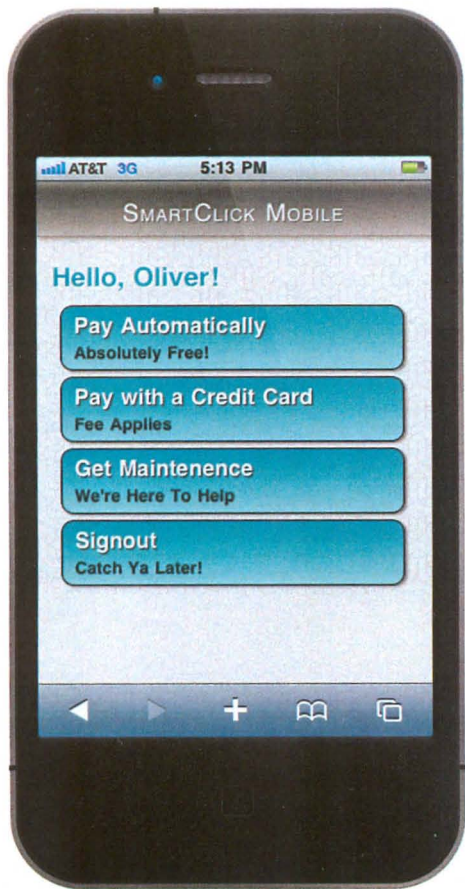 AT&T 3G 5:13 PM
SMARTCLICK MOBILE
Hello, Oliver!
Pay Automatically
Absolutely Free!
Pay with a Credit Card
Fee Applies
Get Maintenence
We're Here To Help
Signout
Catch Ya Later!